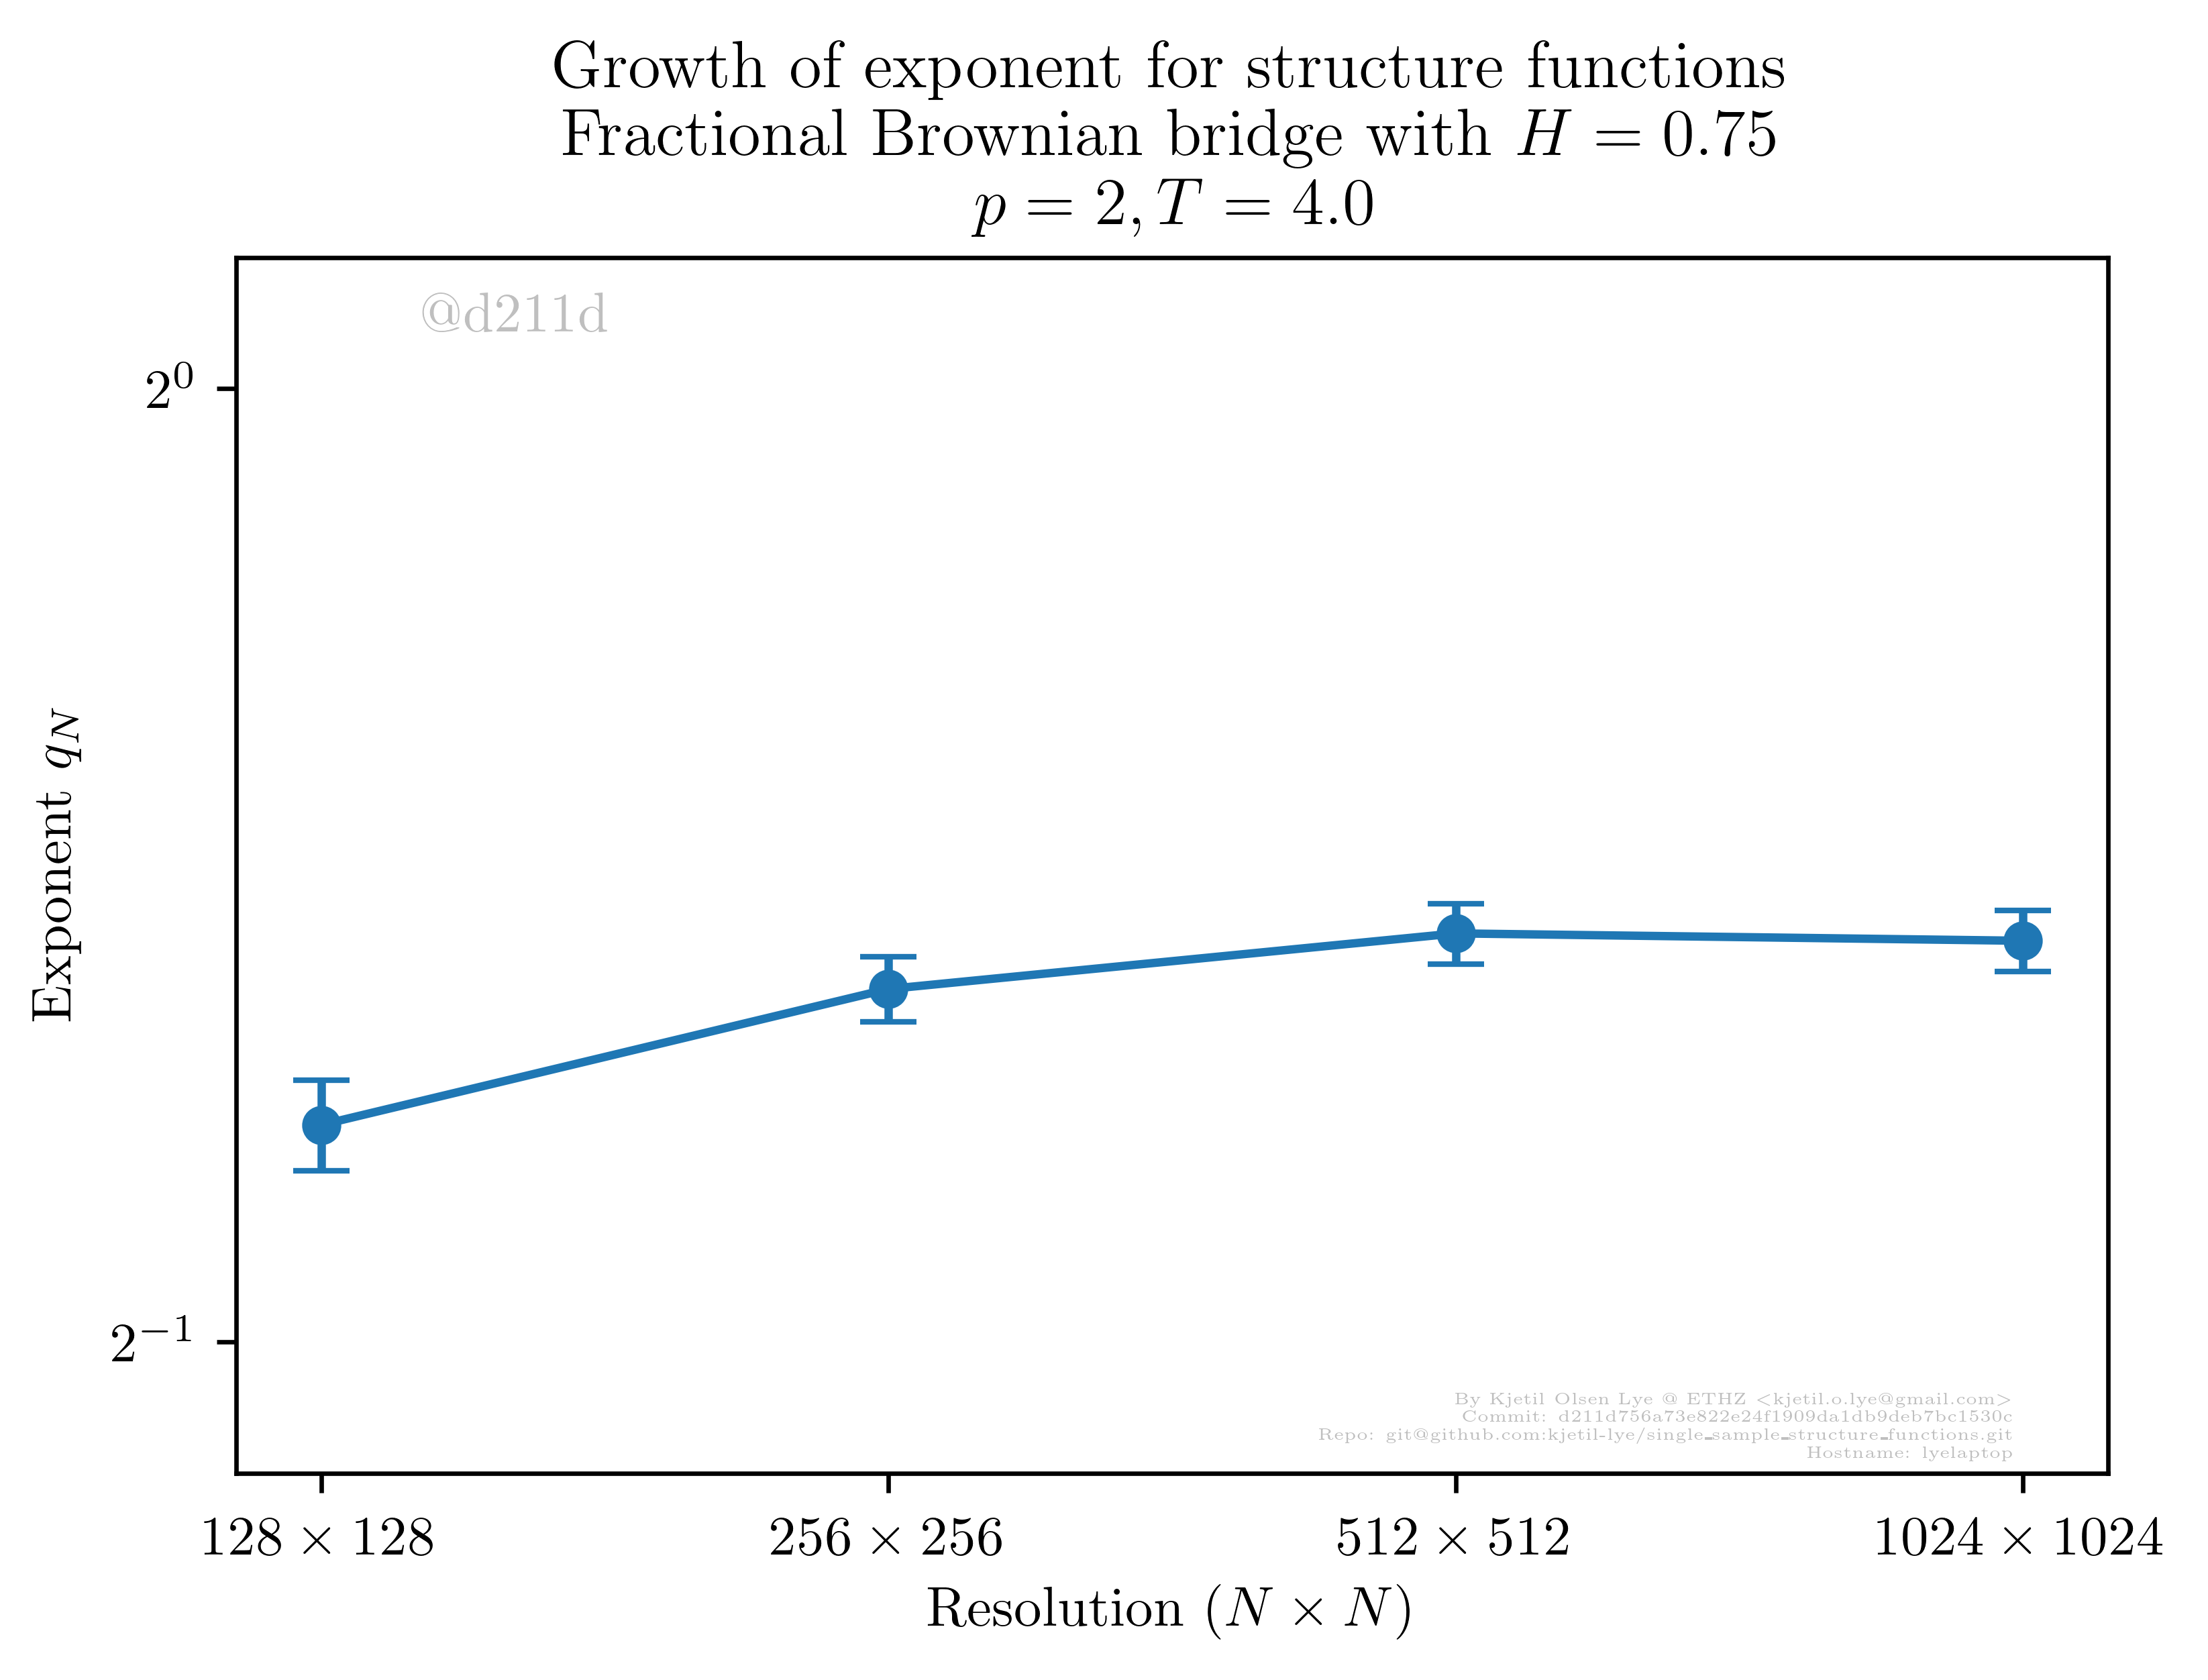 Growth of exponent for structure functions
Fractional Brownian bridge with H = 0.75
p = 2, T = 4.0
@d211d
2⁰
Exponent q_N
2⁻¹
By Kjetil Olsen Lye @ ETHZ <kjetil.o.lye@gmail.com>
Commit: d211d756a73e822e24f1909da1db9deb7bc1530c
Repo: git@github.com:kjetil-lye/single_sample_structure_functions.git
Hostname: lyelaptop
128 × 128 256 × 256 512 × 512 1024 × 1024
Resolution (N × N)